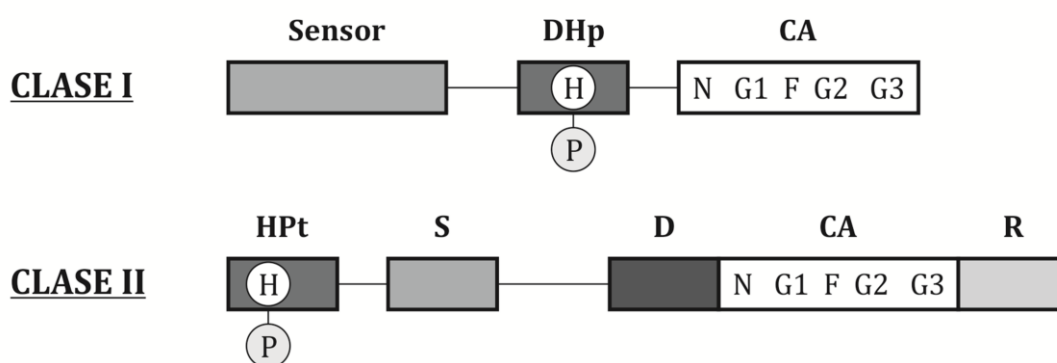 Sensor DHp CA
CLASE I
H N G1 F G2 G3
P
HPt S D CA R
CLASE II
H N G1 F G2 G3
P